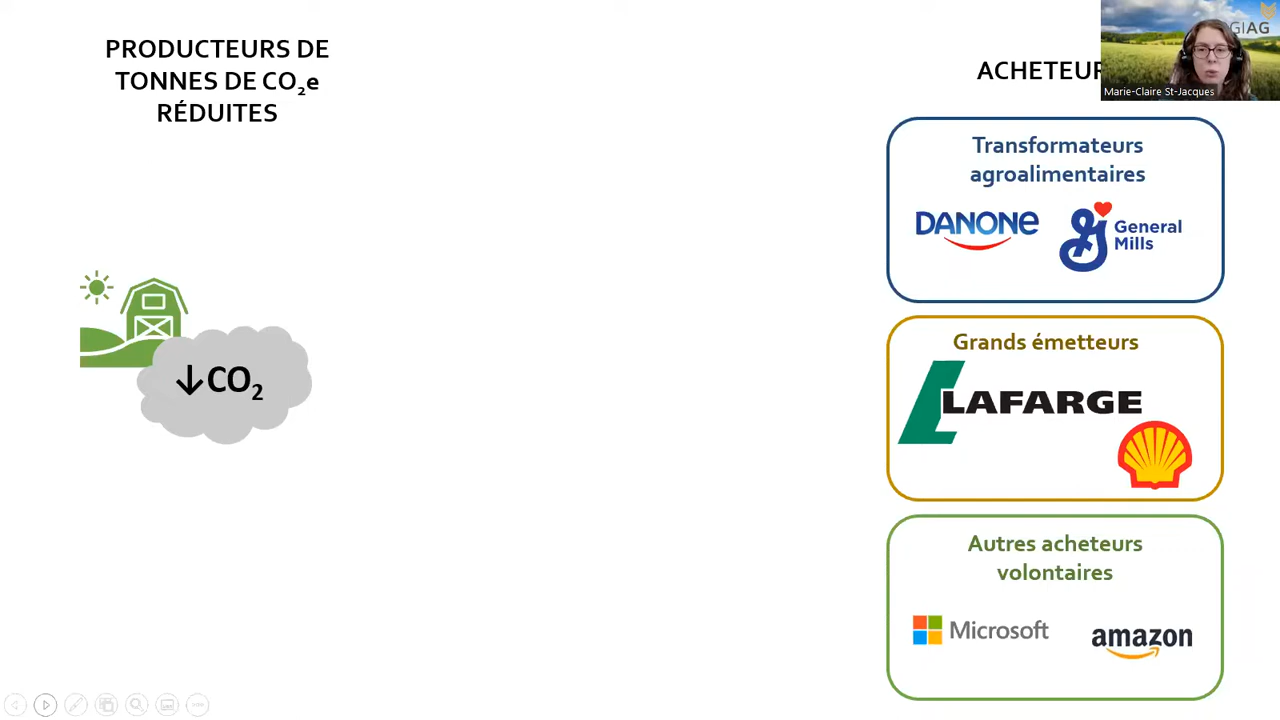 PRODUCTEURS DE
TONNES DE CO₂e
RÉDUITES
↓CO₂
ACHETEUR
GIAG
Marie-Claire St-Jacques
Transformateurs
agroalimentaires
DANONE
General
Mills
Grands émetteurs
LAFARGE
Autres acheteurs
volontaires
Microsoft
amazon